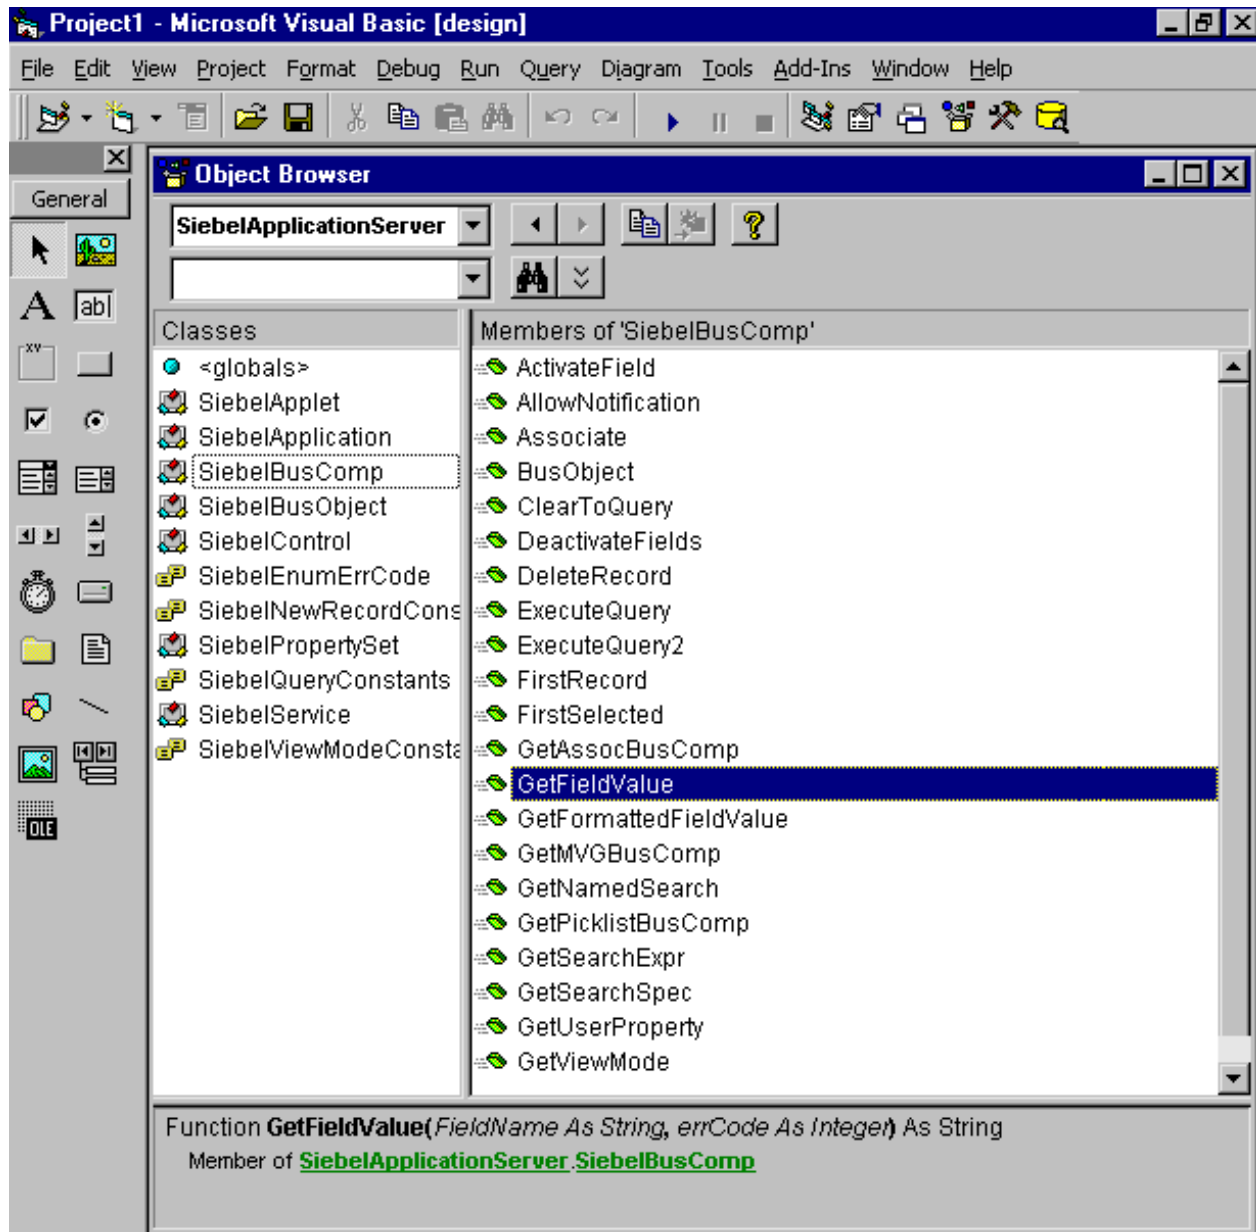 Project1 - Microsoft Visual Basic [design]
File Edit View Project Format Debug Run Query Diagram Tools Add-Ins Window Help
General
Object Browser
SiebelApplicationServer
A
ab|
XY
OLE
Classes
<globals>
SiebelApplet
SiebelApplication
SiebelBusComp
SiebelBusObject
SiebelControl
SiebelEnumErrCode
SiebelNewRecordCons
SiebelPropertySet
SiebelQueryConstants
SiebelService
SiebelViewModeConsta
Members of 'SiebelBusComp'
ActivateField
AllowNotification
Associate
BusObject
ClearToQuery
DeactivateFields
DeleteRecord
ExecuteQuery
ExecuteQuery2
FirstRecord
FirstSelected
GetAssocBusComp
GetFieldValue
GetFormattedFieldValue
GetMVGBusComp
GetNamedSearch
GetPicklistBusComp
GetSearchExpr
GetSearchSpec
GetUserProperty
GetViewMode
Function GetFieldValue(FieldName As String, errCode As Integer) As String
Member of SiebelApplicationServer.SiebelBusComp